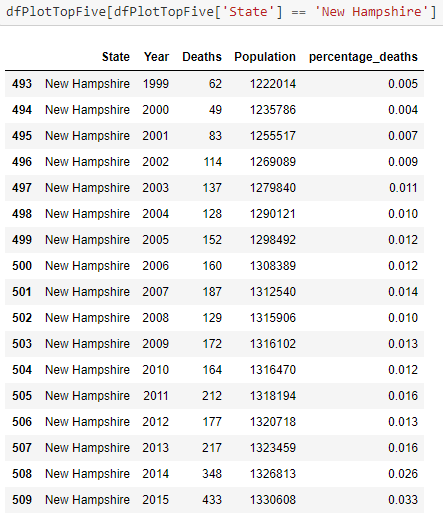 dfPlotTopFive[dfPlotTopFive['State'] == 'New Hampshire']
State Year Deaths Population percentage_deaths
493 New Hampshire 1999 62 1222014 0.005
494 New Hampshire 2000 49 1235786 0.004
495 New Hampshire 2001 83 1255517 0.007
496 New Hampshire 2002 114 1269089 0.009
497 New Hampshire 2003 137 1279840 0.011
498 New Hampshire 2004 128 1290121 0.010
499 New Hampshire 2005 152 1298492 0.012
500 New Hampshire 2006 160 1308389 0.012
501 New Hampshire 2007 187 1312540 0.014
502 New Hampshire 2008 129 1315906 0.010
503 New Hampshire 2009 172 1316102 0.013
504 New Hampshire 2010 164 1316470 0.012
505 New Hampshire 2011 212 1318194 0.016
506 New Hampshire 2012 177 1320718 0.013
507 New Hampshire 2013 217 1323459 0.016
508 New Hampshire 2014 348 1326813 0.026
509 New Hampshire 2015 433 1330608 0.033